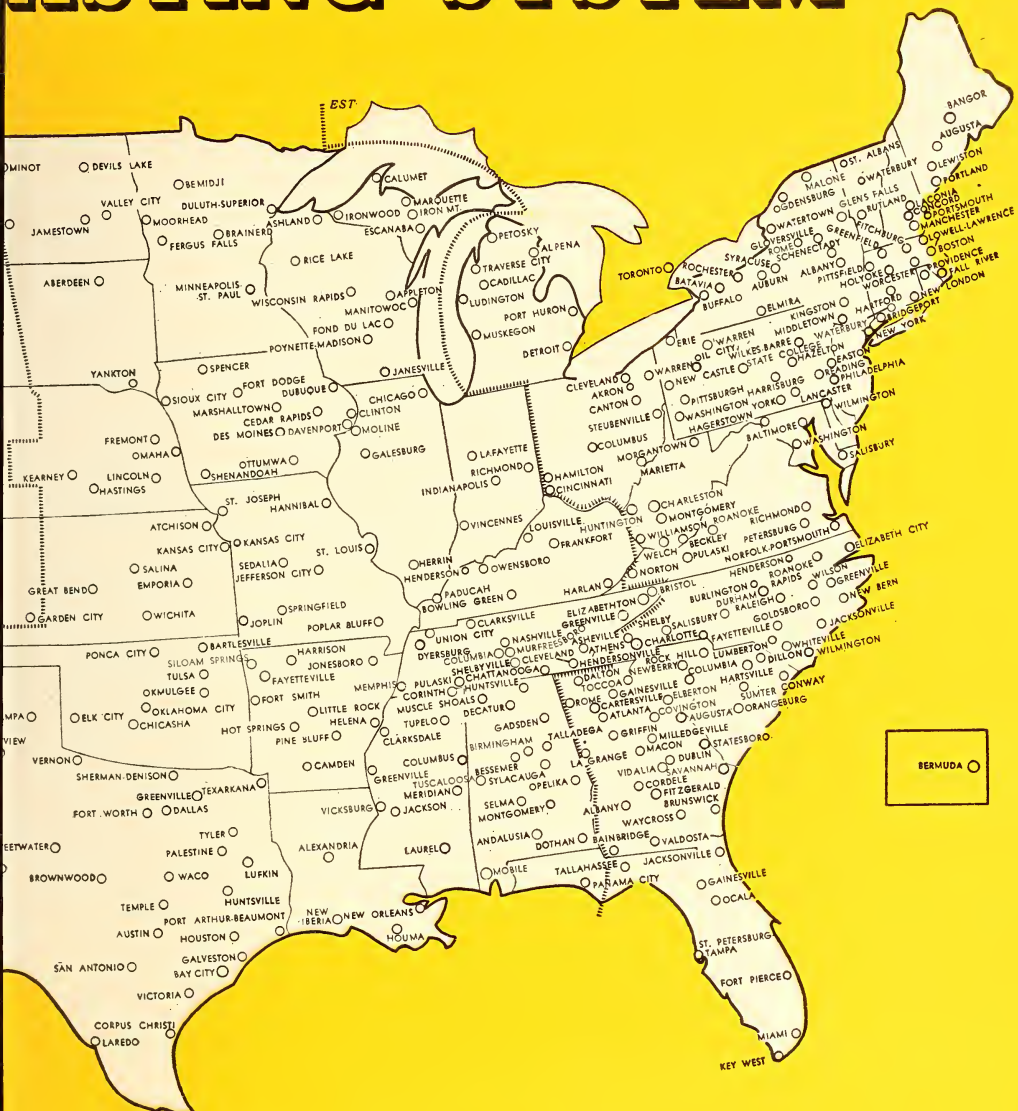 ASTING SYSTEM
EST
BANGOR
AUGUSTA
ST. ALBANS
MALONE
WATERBURY
LEWISTON
PORTLAND
OGDENSBURG
GLENS FALLS
RUTLAND
LACONIA
CONCORD
PORTSMOUTH
MANCHESTER
WATERTOWN
GLOVERSVILLE
ROME
GREENFIELD
FITCHBURG
LOWELL-LAWRENCE
BOSTON
SYRACUSE
SCHENECTADY
TORONTO
ROCHESTER
BATAVIA
AUBURN
ALBANY
PITTSFIELD
HOLYOKE
WORCESTER
PROVIDENCE
FALL RIVER
BUFFALO
ELMIRA
KINGSTON
HARTFORD
NEW LONDON
MIDDLETOWN
WATERBURY
BRIDGEPORT
NEW YORK
MINOT
DEVILS LAKE
BEMIDJI
CALUMET
VALLEY CITY
DULUTH-SUPERIOR
MARQUETTE
JAMESTOWN
MOORHEAD
ASHLAND
IRONWOOD
IRON MT.
BRAINERD
ESCANABA
FERGUS FALLS
PETOSKY
RICE LAKE
ALPENA
ABERDEEN
TRAVERSE CITY
MINNEAPOLIS
ST. PAUL
CADILLAC
WISCONSIN RAPIDS
APPLETON
MANITOWOC
LUDINGTON
PORT HURON
FOND DU LAC
MUSKEGON
POYNETTE-MADISON
DETROIT
YANKTON
SPENCER
JANESVILLE
SIOUX CITY
FORT DODGE
DUBUQUE
CHICAGO
MARSHALLTOWN
CLINTON
CEDAR RAPIDS
DES MOINES
DAVENPORT
MOLINE
FREMONT
OMAHA
OTTUMWA
GALESBURG
LAFAYETTE
KEARNEY
LINCOLN
SHENANDOAH
RICHMOND
HASTINGS
INDIANAPOLIS
ERIE
WARREN
OIL CITY
WILKES-BARRE
HAZELTON
EASTON
CLEVELAND
WARREN
NEW CASTLE
STATE COLLEGE
READING
PHILADELPHIA
AKRON
CANTON
PITTSBURGH
HARRISBURG
LANCASTER
STEUBENVILLE
WASHINGTON
YORK
WILMINGTON
HAGERSTOWN
COLUMBUS
MORGANTOWN
BALTIMORE
WASHINGTON
HAMILTON
MARIETTA
SALISBURY
CINCINNATI
ST. JOSEPH
HANNIBAL
ATCHISON
VINCENNES
LOUISVILLE
HUNTINGTON
CHARLESTON
MONTGOMERY
WILLIAMSON
ROANOKE
RICHMOND
KANSAS CITY
KANSAS CITY
ST. LOUIS
FRANKFORT
WELCH
BECKLEY
PETERSBURG
SALINA
SEDALIA
HERRIN
NORTON
PULASKI
NORFOLK-PORTSMOUTH
ELIZABETH CITY
EMPORIA
JEFFERSON CITY
HENDERSON
OWENSBORO
GREAT BEND
PADUCAH
HARLAN
BRISTOL
HENDERSON
ROANOKE
RAPIDS
WILSON
GREENVILLE
GARDEN CITY
WICHITA
SPRINGFIELD
BOWLING GREEN
ELIZABETHTON
BURLINGTON
DURHAM
NEW BERN
JOPLIN
POPLAR BLUFF
CLARKSVILLE
GREENVILLE
SHELBY
SALISBURY
RALEIGH
GOLDSBORO
UNION CITY
NASHVILLE
ASHEVILLE
CHARLOTTE
FAYETTEVILLE
JACKSONVILLE
BARTLESVILLE
DYERSBURG
COLUMBIA
MURFREESBORO
PONCA CITY
HARRISON
SHELBYVILLE
CLEVELAND
ATHENS
HENDERSONVILLE
ROCK HILL
LUMBERTON
WHITEVILLE
SILOAM SPRINGS
JONESBORO
PULASKI
CHATTANOOGA
DALTON
NEWBERRY
COLUMBIA
DILLON
WILMINGTON
TULSA
FAYETTEVILLE
MEMPHIS
CORINTH
HUNTSVILLE
TOCCOA
HARTSVILLE
OKMULGEE
FORT SMITH
MUSCLE SHOALS
ROME
GAINESVILLE
SUMTER
CONWAY
OKLAHOMA CITY
LITTLE ROCK
DECATUR
CARTERSVILLE
ELBERTON
ORANGEBURG
MPA
ELK CITY
CHICASHA
HELENA
TUPELO
ATLANTA
COVINGTON
AUGUSTA
HOT SPRINGS
GADSDEN
GRIFFIN
VIEW
PINE BLUFF
CLARKSDALE
BIRMINGHAM
TALLADEGA
MILLEDGEVILLE
VERNON
CAMDEN
COLUMBUS
BESSEMER
LA GRANGE
MACON
STATESBORO
SHERMAN-DENISON
GREENVILLE
TUSCALOOSA
SYLACAUGA
DUBLIN
GREENVILLE
TEXARKANA
MERIDIAN
OPELIKA
VIDALIA
SAVANNAH
FORT WORTH
DALLAS
VICKSBURG
JACKSON
SELMA
CORDELE
MONTGOMERY
ALBANY
FITZGERALD
BRUNSWICK
TYLER
WAYCROSS
EETWATER
PALESTINE
ALEXANDRIA
LAUREL
ANDALUSIA
DOTHAN
BAINBRIDGE
VALDOSTA
BROWNWOOD
WACO
LUFKIN
MOBILE
TALLAHASSEE
JACKSONVILLE
PANAMA CITY
GAINESVILLE
TEMPLE
HUNTSVILLE
OCALA
PORT ARTHUR-BEAUMONT
NEW IBERIA
NEW ORLEANS
AUSTIN
HOUSTON
HOUMA
ST. PETERSBURG-
TAMPA
SAN ANTONIO
GALVESTON
BAY CITY
FORT PIERCE
VICTORIA
CORPUS CHRISTI
LAREDO
MIAMI
KEY WEST
BERMUDA